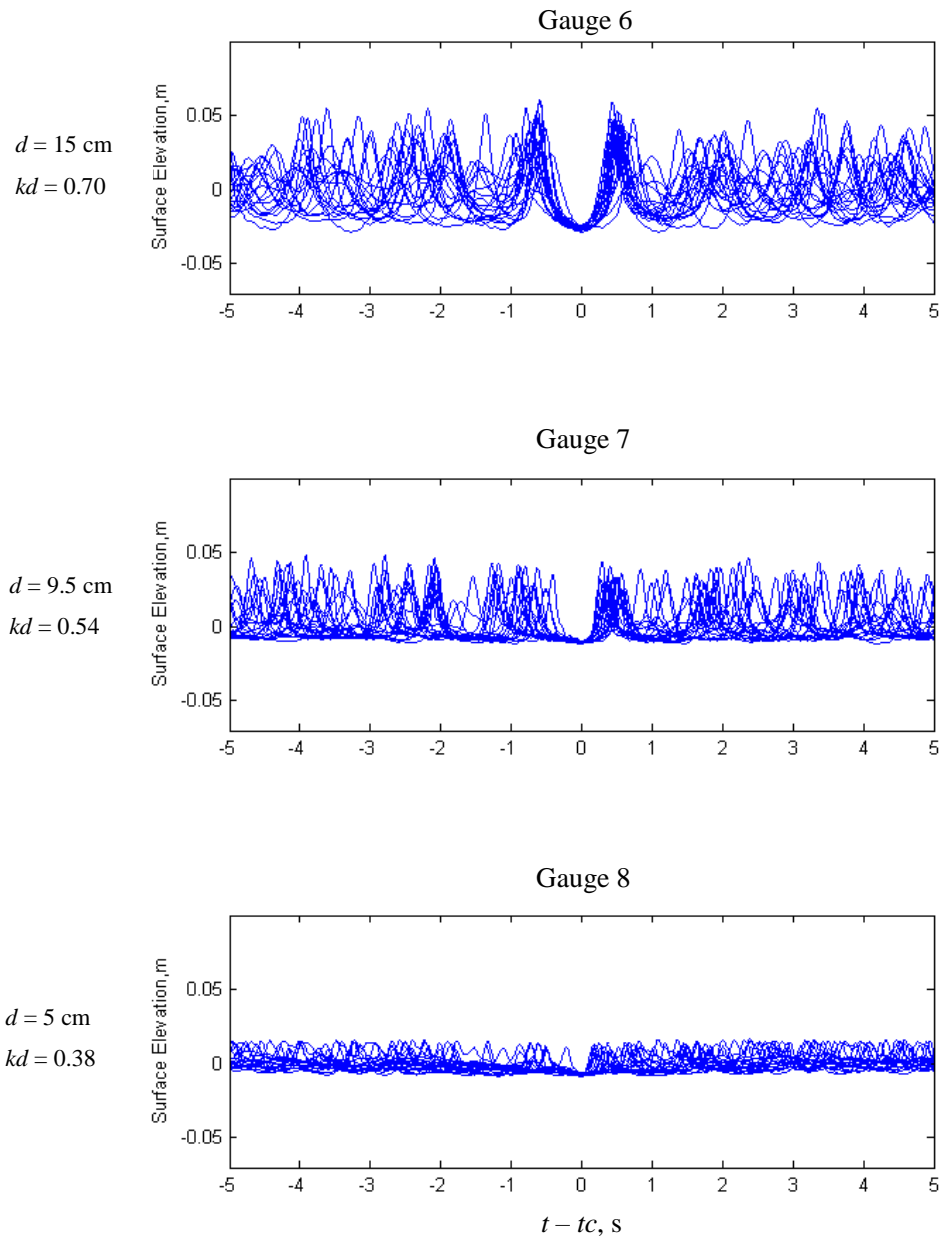 Gauge 6
d = 15 cm
kd = 0.70
Surface Elevation,m
0.05
0
-0.05
-5 -4 -3 -2 -1 0 1 2 3 4 5
Gauge 7
d = 9.5 cm
kd = 0.54
Surface Elevation,m
0.05
0
-0.05
-5 -4 -3 -2 -1 0 1 2 3 4 5
Gauge 8
d = 5 cm
kd = 0.38
Surface Elevation,m
0.05
0
-0.05
-5 -4 -3 -2 -1 0 1 2 3 4 5
t – tc, s